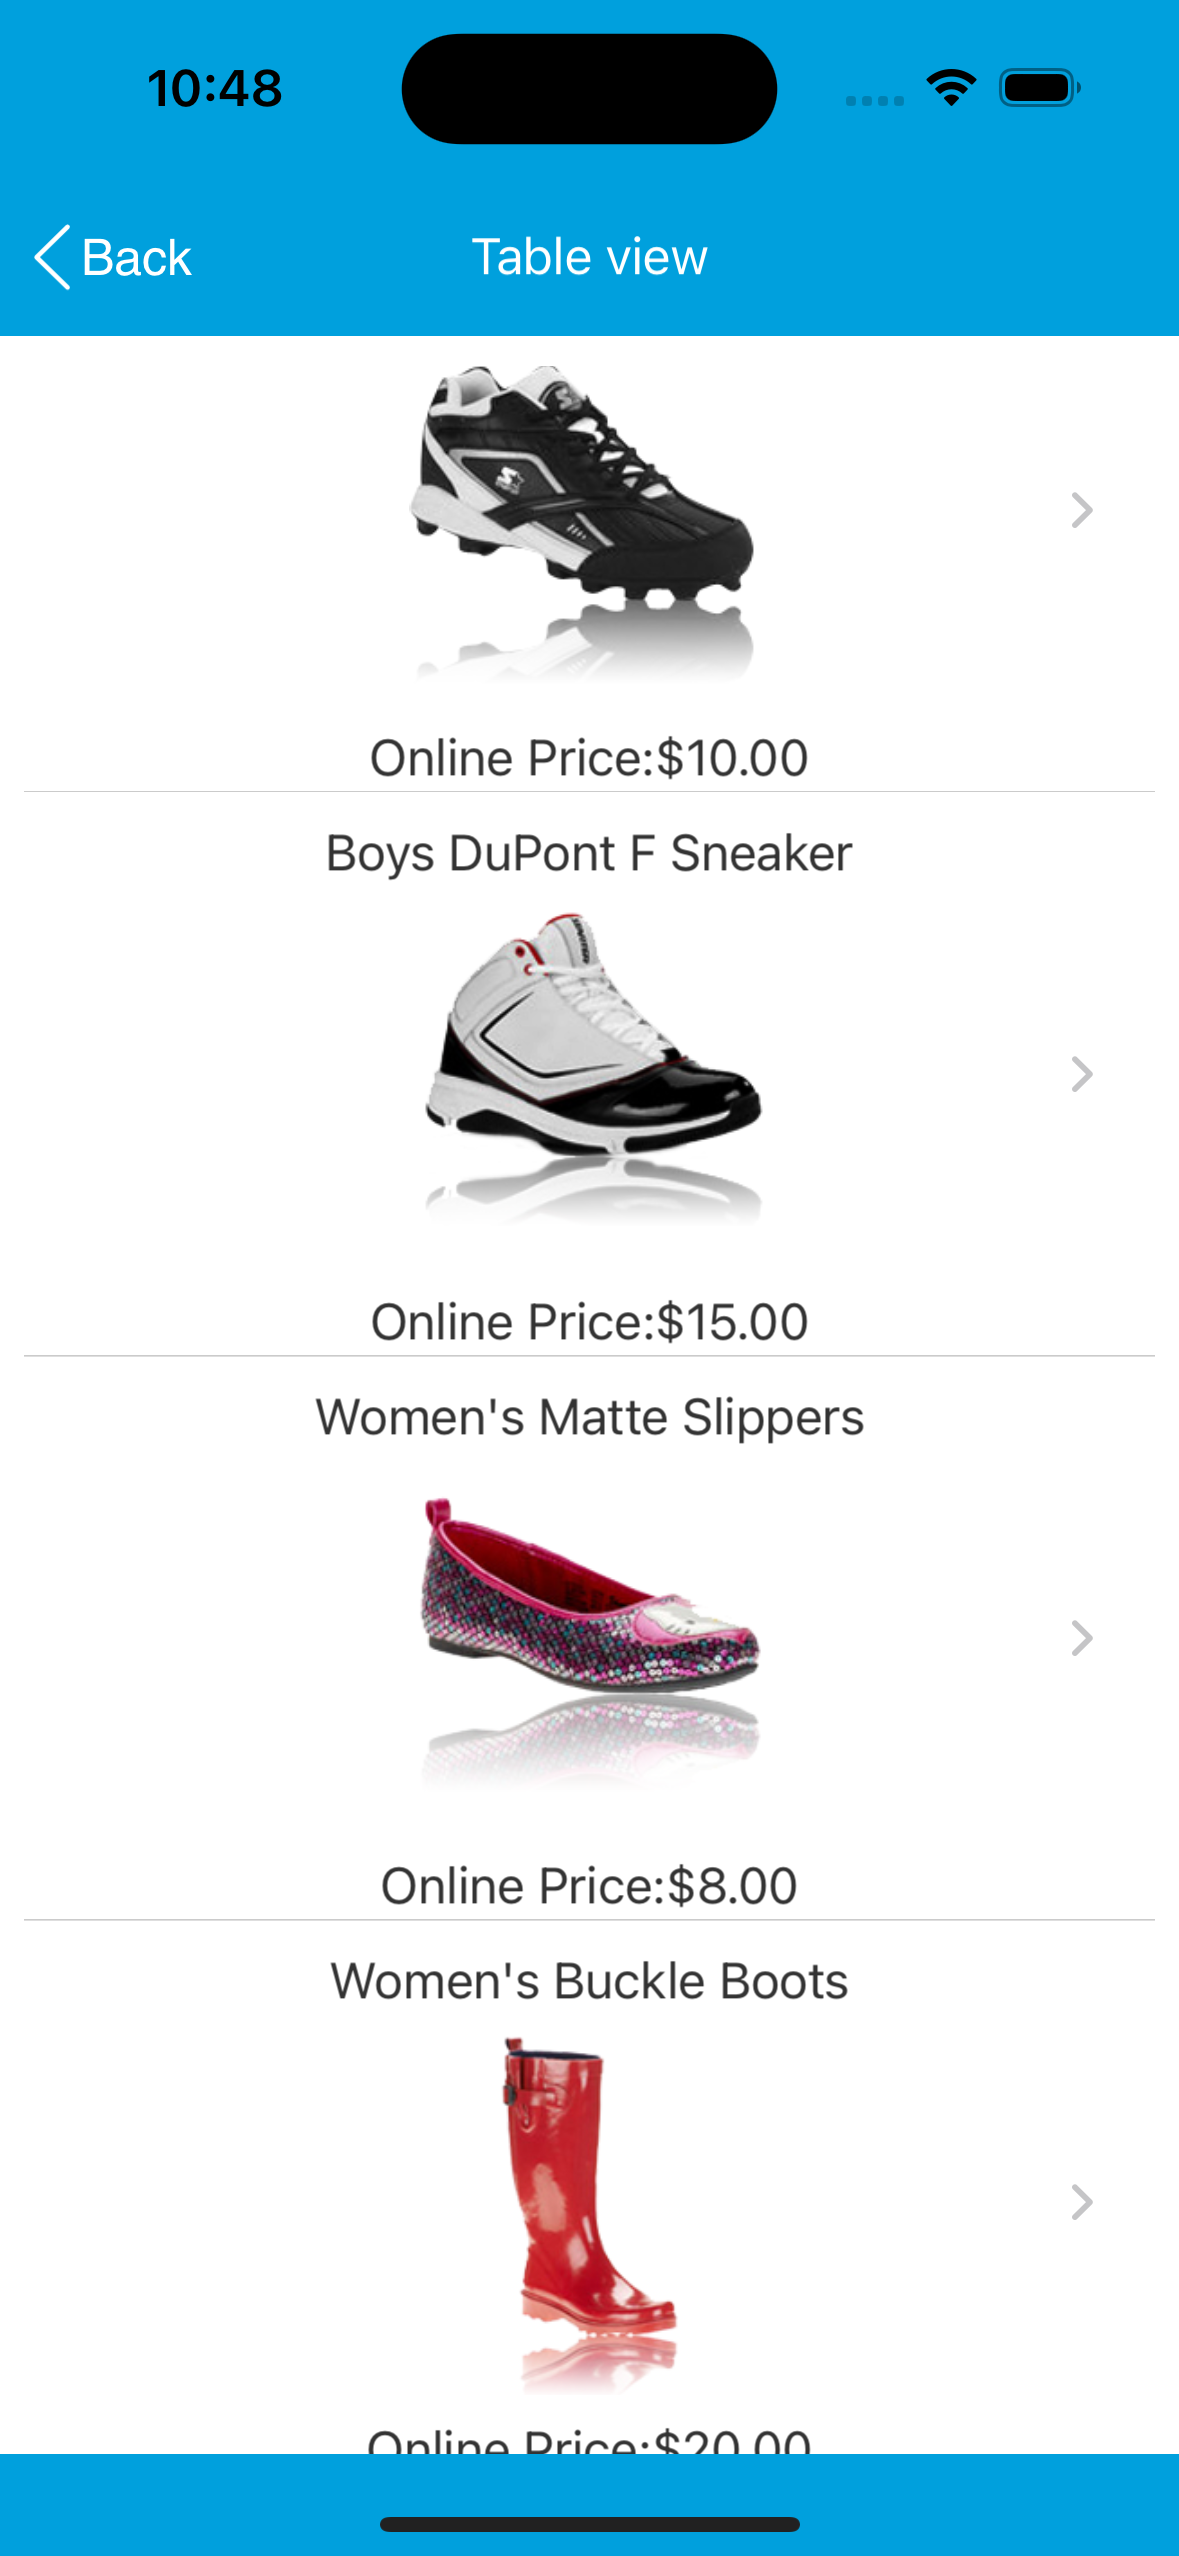 10:48
Back
Table view
Online Price:$10.00
Boys DuPont F Sneaker
Online Price:$15.00
Women's Matte Slippers
Online Price:$8.00
Women's Buckle Boots
Online Price:$20.00